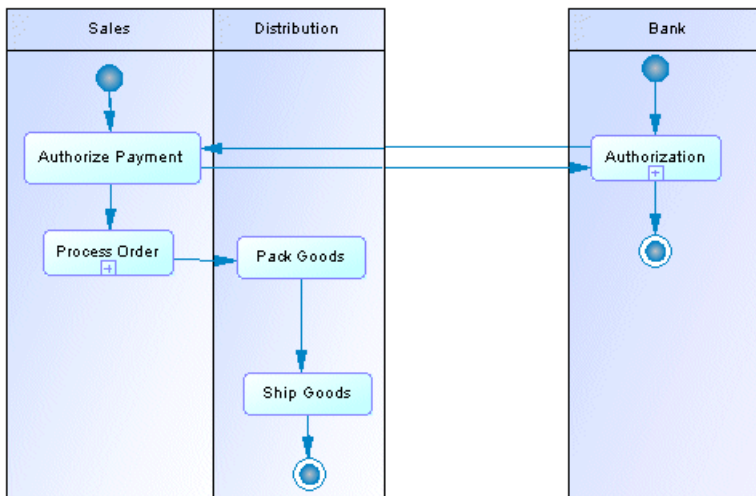 Sales
Distribution
Bank
Authorize Payment
Authorization
+
Process Order
+
Pack Goods
Ship Goods